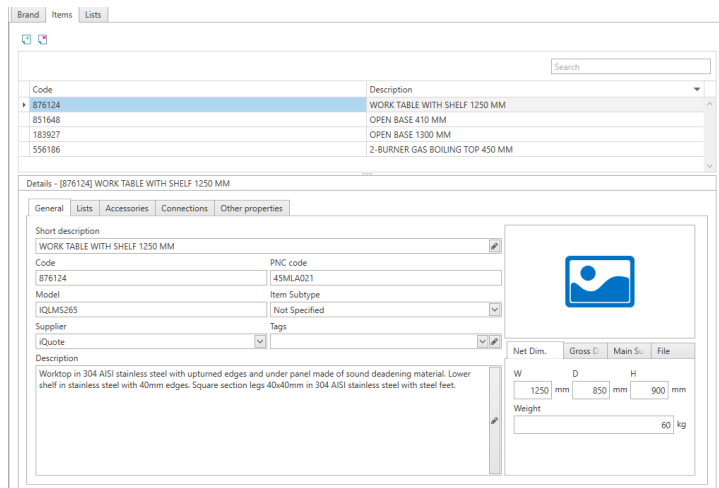 Brand Items Lists
Search
Code Description
876124 WORK TABLE WITH SHELF 1250 MM
851648 OPEN BASE 410 MM
183927 OPEN BASE 1300 MM
556186 2-BURNER GAS BOILING TOP 450 MM
Details - [876124] WORK TABLE WITH SHELF 1250 MM
General Lists Accessories Connections Other properties
Short description
WORK TABLE WITH SHELF 1250 MM
Code PNC code
876124 45MLA021
Model Item Subtype
IQLMS265 Not Specified
Supplier Tags
iQuote
Description
Worktop in 304 AISI stainless steel with upturned edges and under panel made of sound deadening material. Lower
shelf in stainless steel with 40mm edges. Square section legs 40x40mm in 304 AISI stainless steel with steel feet.
Net Dim. Gross D Main Su File
W D H
1250 mm 850 mm 900 mm
Weight
60 kg